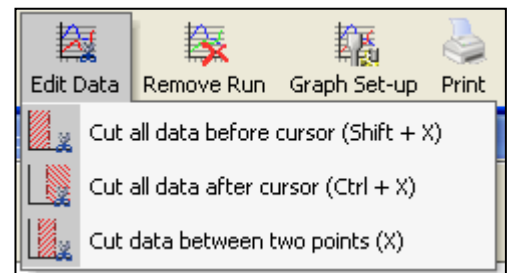 Edit Data Remove Run Graph Set-up Print
Cut all data before cursor (Shift + X)
Cut all data after cursor (Ctrl + X)
Cut data between two points (X)